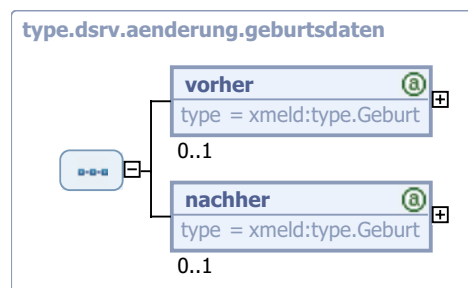 type.dsrv.aenderung.geburtsdaten
vorher
type = xmeld:type.Geburt
0..1
nachher
type = xmeld:type.Geburt
0..1